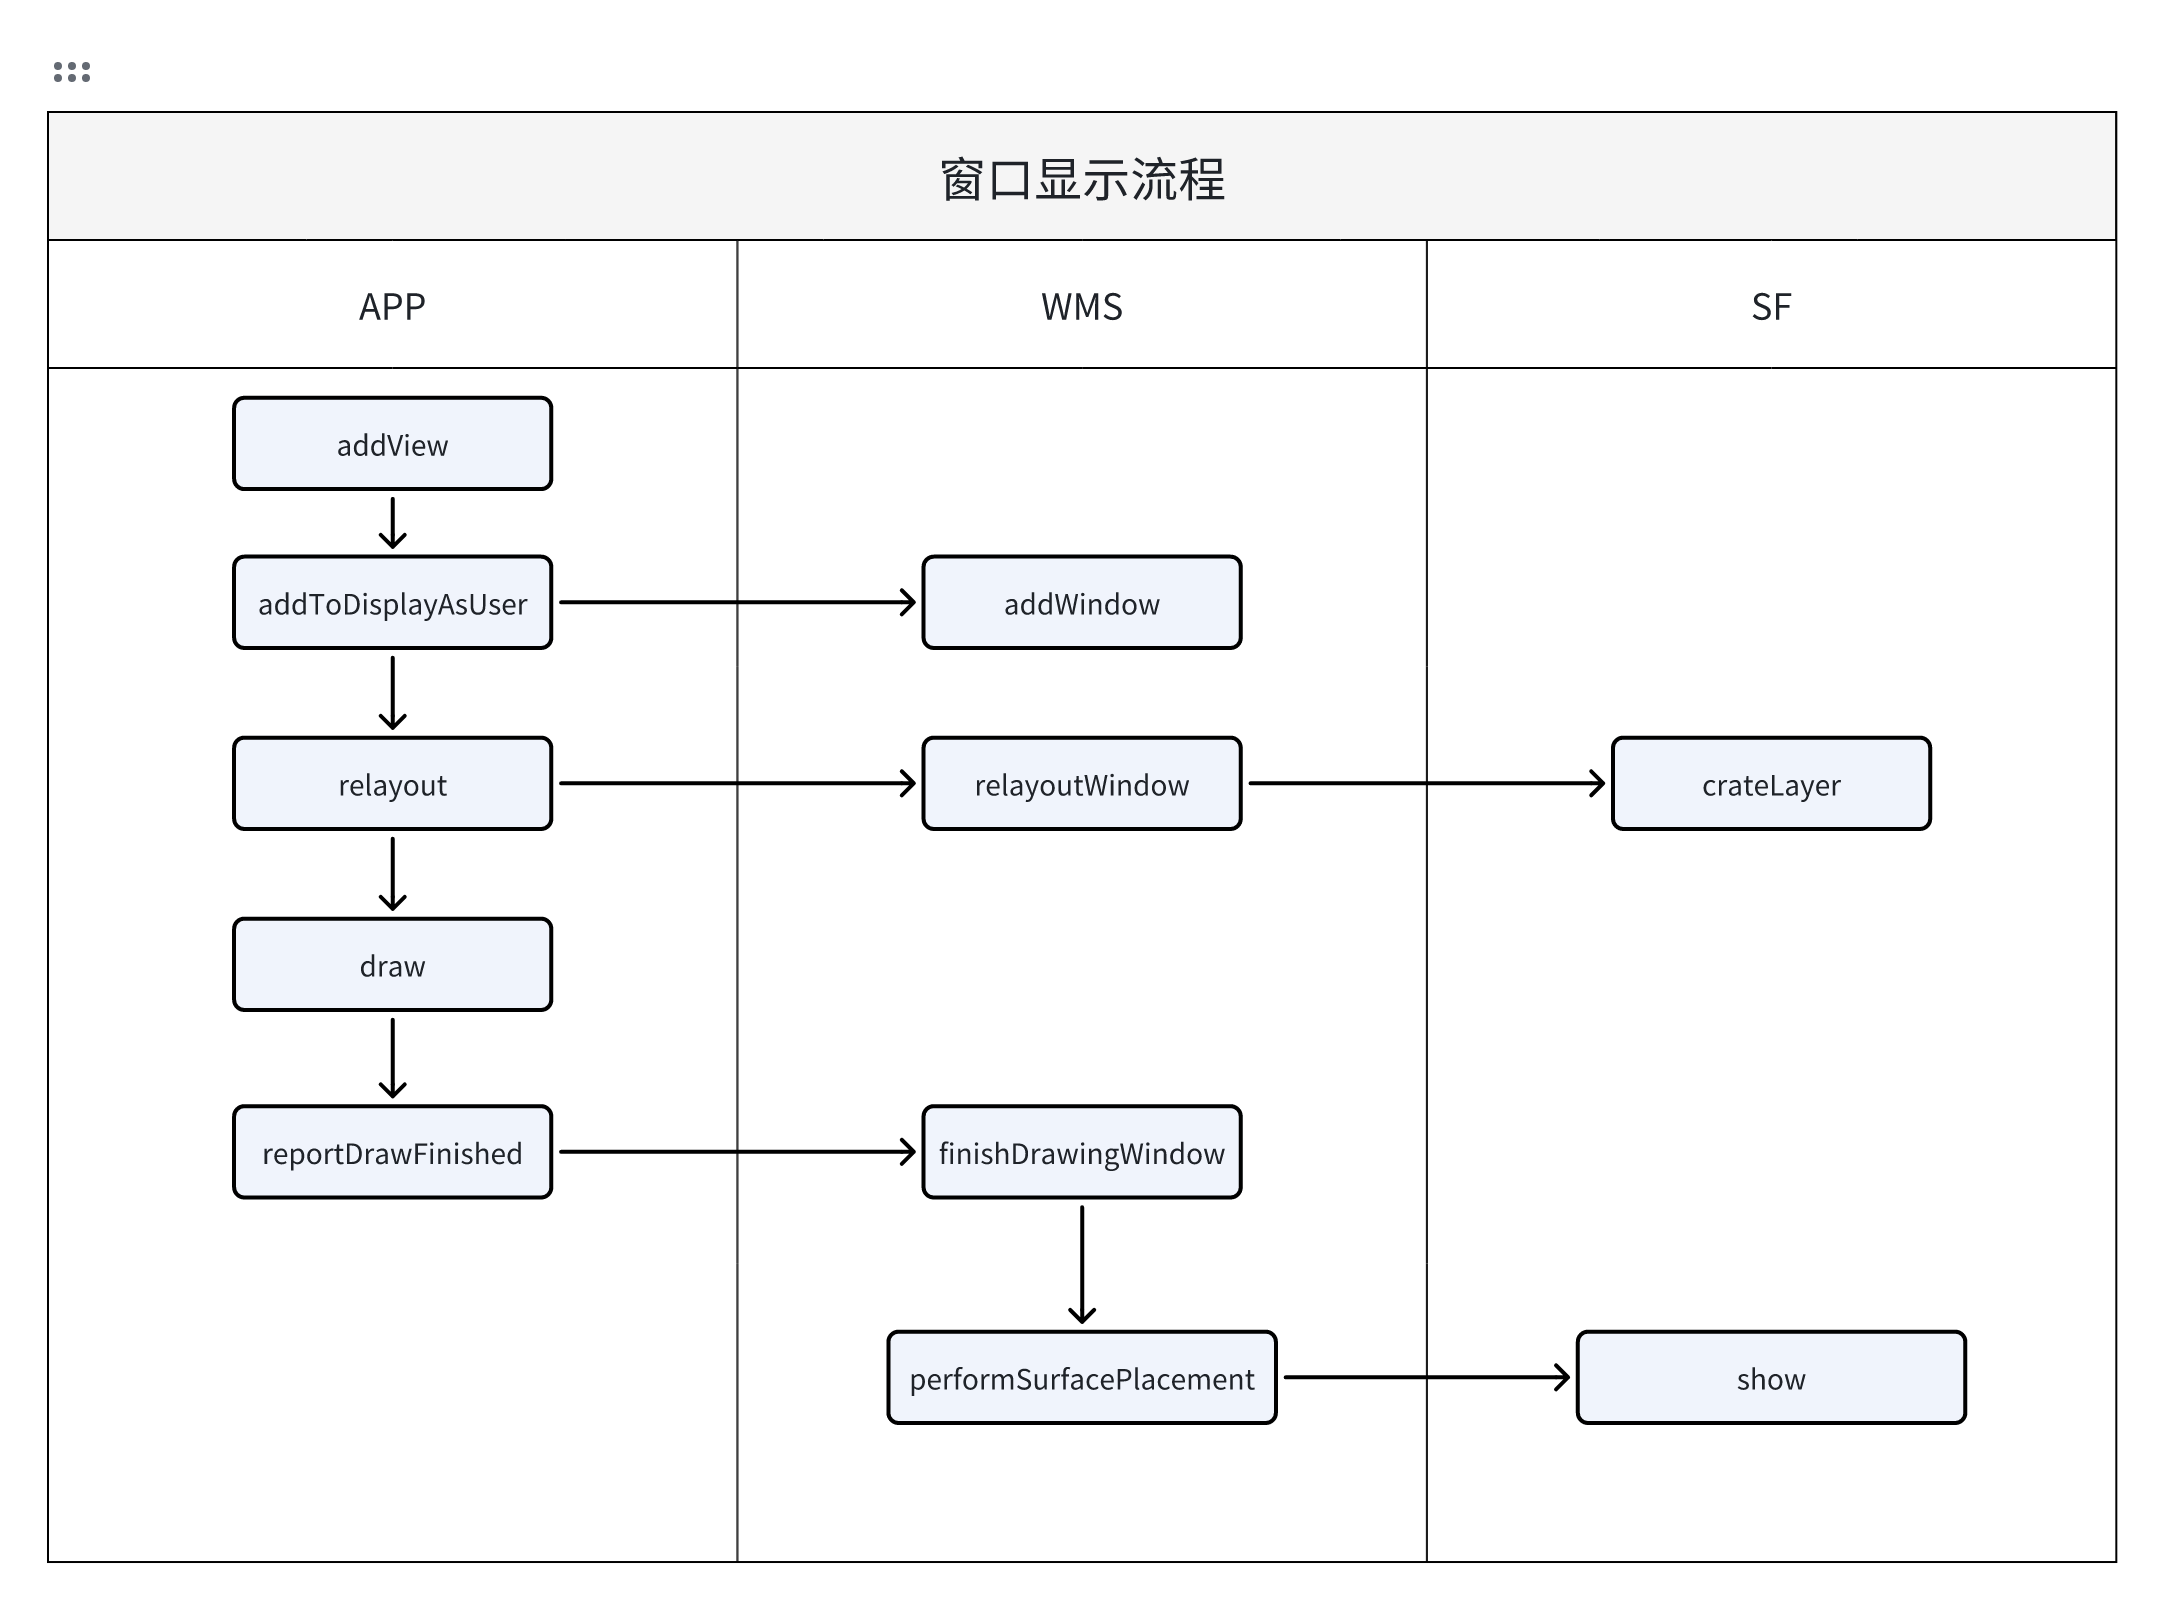 窗口显示流程
APP
WMS
SF
addView
addToDisplayAsUser
addWindow
relayout
relayoutWindow
crateLayer
draw
reportDrawFinished
finishDrawingWindow
performSurfacePlacement
show